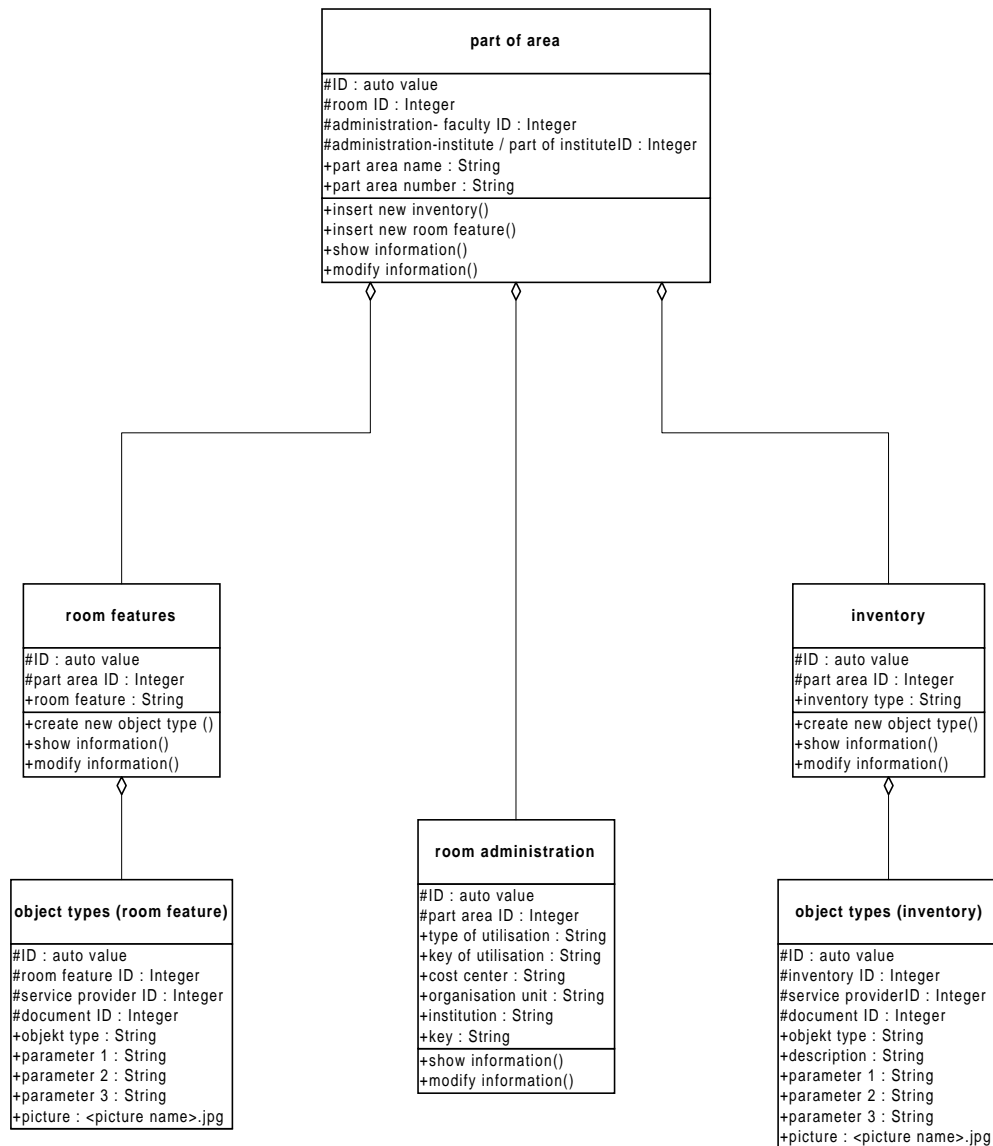 part of area
#ID : auto value
#room ID : Integer
#administration- faculty ID : Integer
#administration-institute / part of instituteID : Integer
+part area name : String
+part area number : String
+insert new inventory()
+insert new room feature()
+show information()
+modify information()
room features
#ID : auto value
#part area ID : Integer
+room feature : String
+create new object type ()
+show information()
+modify information()
inventory
#ID : auto value
#part area ID : Integer
+inventory type : String
+create new object type()
+show information()
+modify information()
object types (room feature)
#ID : auto value
#room feature ID : Integer
#service provider ID : Integer
#document ID : Integer
+objekt type : String
+parameter 1 : String
+parameter 2 : String
+parameter 3 : String
+picture : <picture name>.jpg
room administration
#ID : auto value
#part area ID : Integer
+type of utilisation : String
+key of utilisation : String
+cost center : String
+organisation unit : String
+institution : String
+key : String
+show information()
+modify information()
object types (inventory)
#ID : auto value
#inventory ID : Integer
#service providerID : Integer
#document ID : Integer
+objekt type : String
+description : String
+parameter 1 : String
+parameter 2 : String
+parameter 3 : String
+picture : <picture name>.jpg